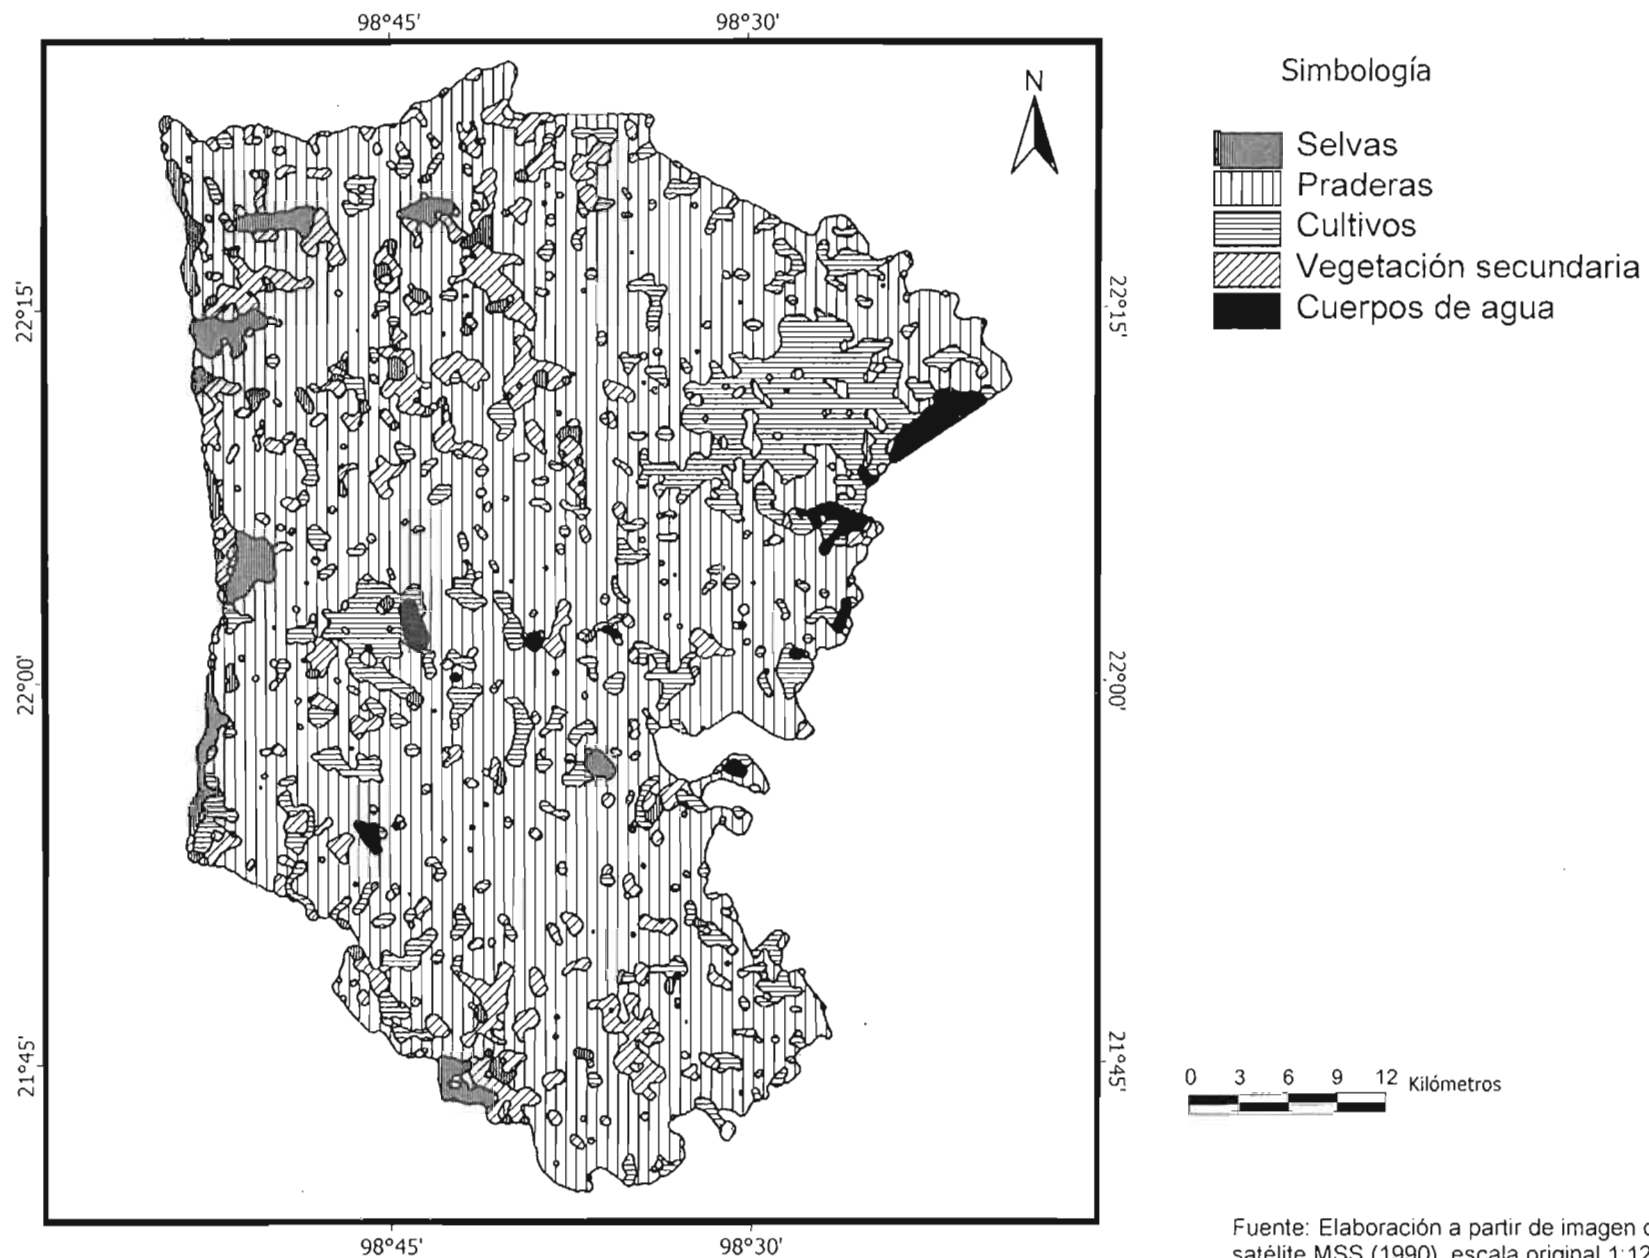 98°45'
98°30'
N
22°15'
22°15'
22°00'
22°00'
21°45'
21°45'
98°45'
98°30'
Simbología
Selvas
Praderas
Cultivos
Vegetación secundaria
Cuerpos de agua
0 3 6 9 12 Kilómetros
Fuente: Elaboración a partir de imagen
satélite MSS (1990), escala original